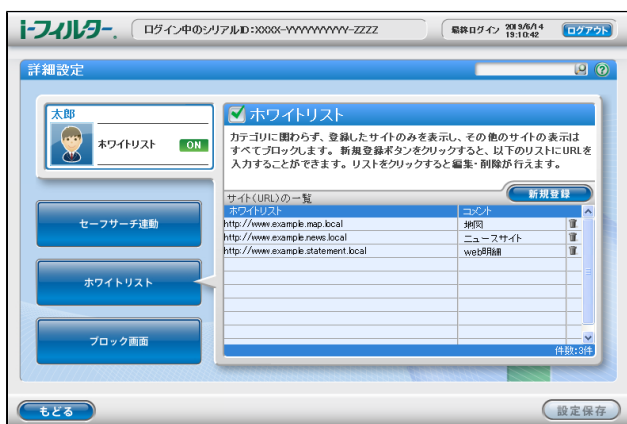 i-フィルター.
ログイン中のシリアルID:XXXX-YYYYYYYYYY-ZZZZ
最終ログイン 2019/6/14 19:10:42
ログアウト
詳細設定
太郎
ホワイトリスト ON
セーフサーチ連動
ホワイトリスト
ブロック画面
ホワイトリスト
カテゴリに関わらず、登録したサイトのみを表示し、その他のサイトの表示は
すべてブロックします。 新規登録ボタンをクリックすると、以下のリストにURLを
入力することができます。リストをクリックすると編集・削除が行えます。
サイト(URL)の一覧
新規登録
ホワイトリスト コメント
http://www.example.map.local 地図
http://www.example.news.local ニュースサイト
http://www.example.statement.local web明細
件数:3件
もどる
設定保存